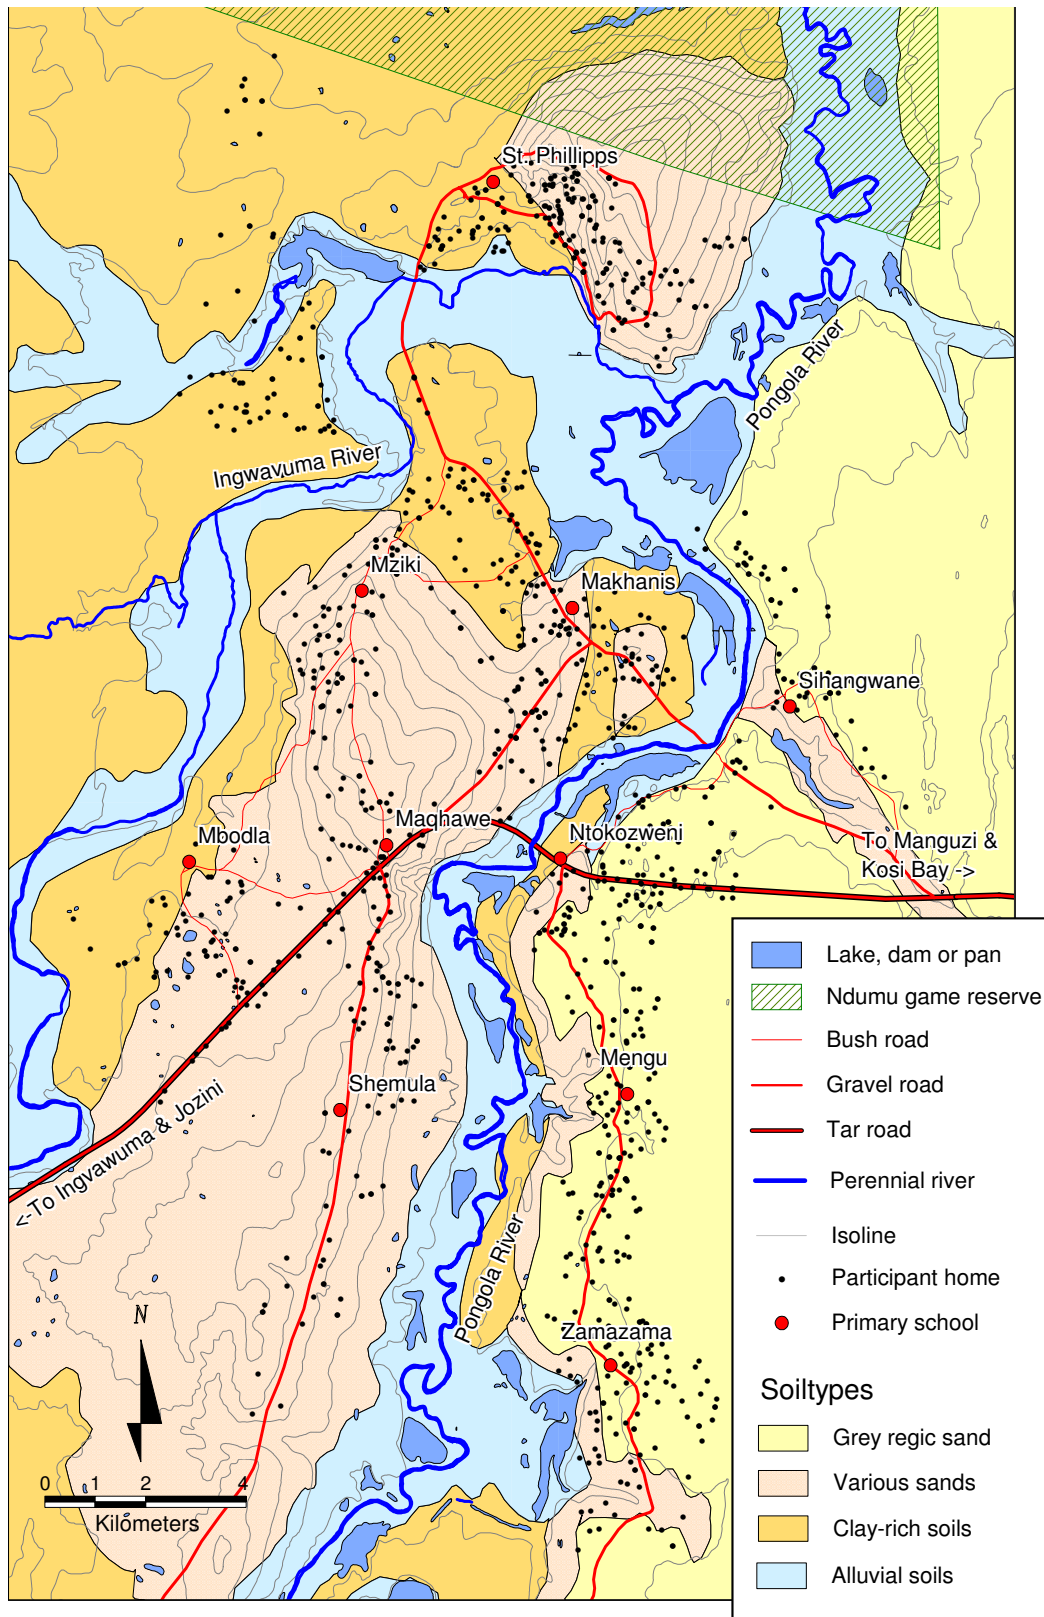 St. Phillipps
Pongola River
Ingwavuma River
Mziki
Makhanis
Sihangwane
Maqhawe
Mbodla
Ntokozweni
To Manguzi &
Kosi Bay ->
Mengu
Shemula
<-To Ingvawuma & Jozini
Pongola River
Zamazama
N
0 1 2 4
Kilometers
Lake, dam or pan
Ndumu game reserve
Bush road
Gravel road
Tar road
Perennial river
Isoline
Participant home
Primary school
Soiltypes
Grey regic sand
Various sands
Clay-rich soils
Alluvial soils